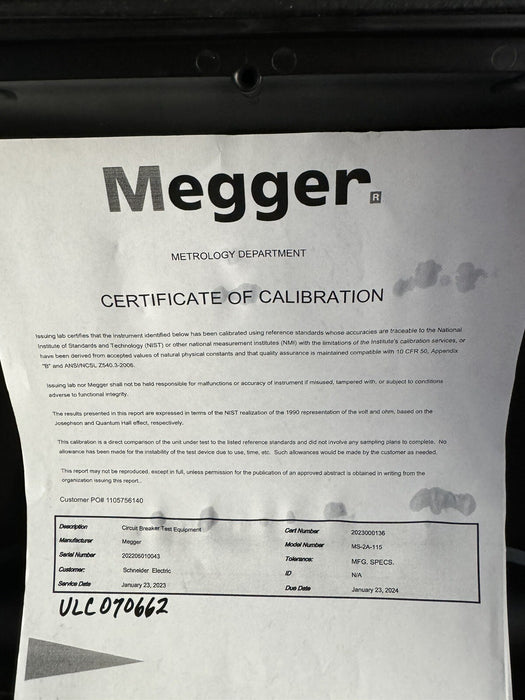 Megger®
METROLOGY DEPARTMENT
CERTIFICATE OF CALIBRATION
Issuing lab certifies that the instrument identified below has been calibrated using reference standards whose accuracies are traceable to the National
Institute of Standards and Technology (NIST) or other national measurement institutes (NMI) with the limitations of the Institute's calibration services, or
have been derived from accepted values of natural physical constants and that quality assurance is maintained compatible with 10 CFR 50, Appendix
"B" and ANSI/NCSL Z540.3-2006.
Issuing lab nor Megger shall not be held responsible for malfunctions or accuracy of instrument if misused, tampered with, or subject to conditions
adverse to functional integrity.
The results presented in this report are expressed in terms of the NIST realization of the 1990 representation of the volt and ohm, based on the
Josephson and Quantum Hall effect, respectively.
This calibration is a direct comparison of the unit under test to the listed reference standards and did not involve any sampling plans to complete. No
allowance has been made for the instability of the test device due to use, time, etc. Such allowances would be made by the customer as needed.
This report may not be reproduced, except in full, unless permission for the publication of an approved abstract is obtained in writing from the
organization issuing this report.
Customer PO# 1105756140
Description Circuit Breaker Test Equipment Cert Number 2023000136
Manufacturer Megger Model Number MS-2A-115
Serial Number 202206010043 Tolerance: MFG. SPECS.
Customer: Schneider Electric ID N/A
Service Date January 23, 2023 Due Date January 23, 2024
ULC070662